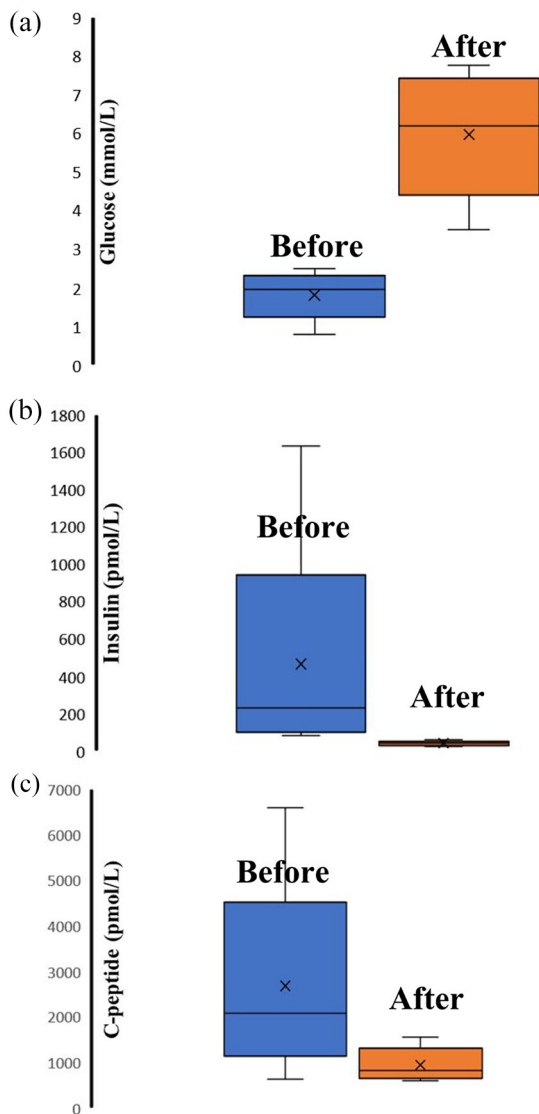 (a)
Glucose (mmol/L)
9
8
7
6
5
4
3
2
1
0
Before
After
(b)
Insulin (pmol/L)
1800
1600
1400
1200
1000
800
600
400
200
0
Before
After
(c)
C-peptide (pmol/L)
7000
6000
5000
4000
3000
2000
1000
0
Before
After